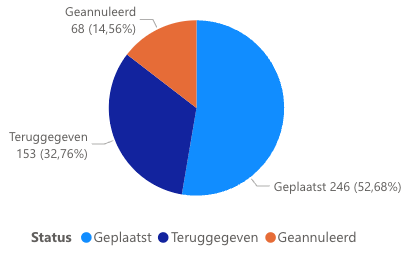 Geannuleerd
68 (14,56%)
Teruggegeven
153 (32,76%)
Geplaatst 246 (52,68%)
Status Geplaatst Teruggegeven Geannuleerd